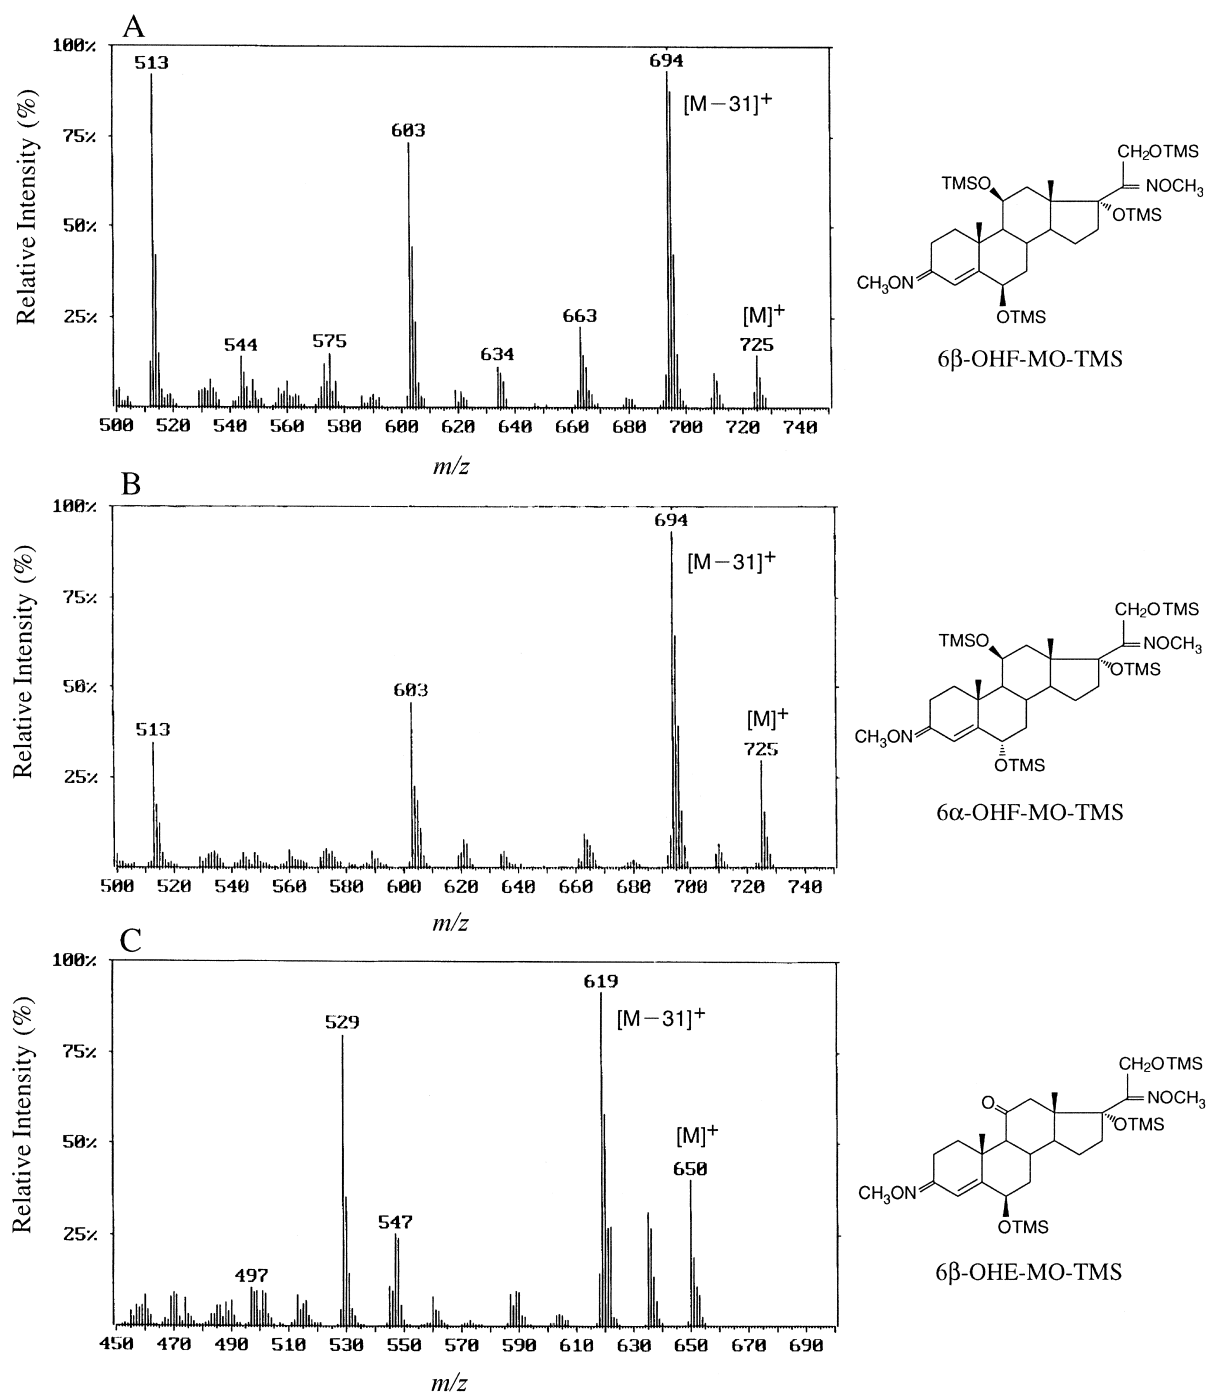 A
100%
75%
50%
25%
Relative Intensity (%)
513
544
575
603
634
663
694
[M−31]+
[M]+
725
500 520 540 560 580 600 620 640 660 680 700 720 740
m/z
CH2OTMS
TMSO
NOCH3
OTMS
CH3ON
OTMS
6β-OHF-MO-TMS
B
100%
75%
50%
25%
Relative Intensity (%)
513
603
694
[M−31]+
[M]+
725
500 520 540 560 580 600 620 640 660 680 700 720 740
m/z
CH2OTMS
TMSO
NOCH3
OTMS
CH3ON
OTMS
6α-OHF-MO-TMS
C
100%
75%
50%
25%
Relative Intensity (%)
497
529
547
619
[M−31]+
[M]+
650
450 470 490 510 530 550 570 590 610 630 650 670 690
m/z
CH2OTMS
O
NOCH3
OTMS
CH3ON
OTMS
6β-OHE-MO-TMS